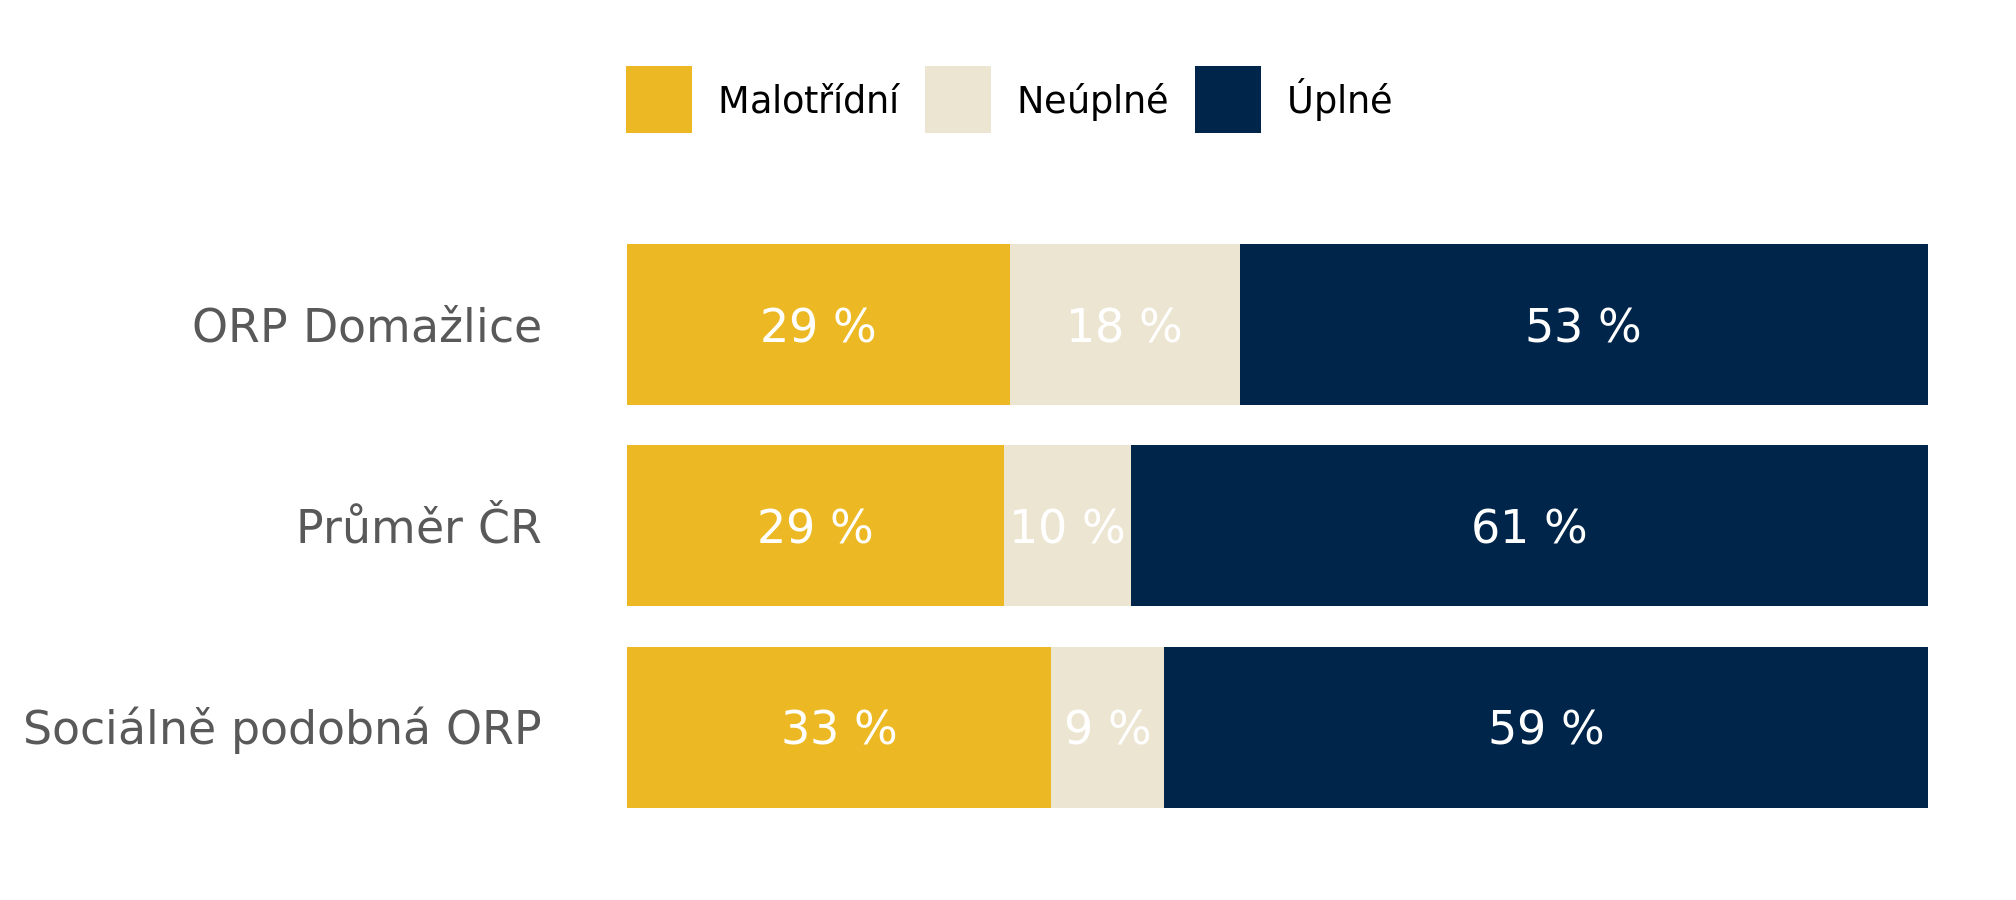 Malotřídní Neúplné Úplné
ORP Domažlice 29 % 18 % 53 %
Průměr ČR 29 % 10 % 61 %
Sociálně podobná ORP 33 % 9 % 59 %